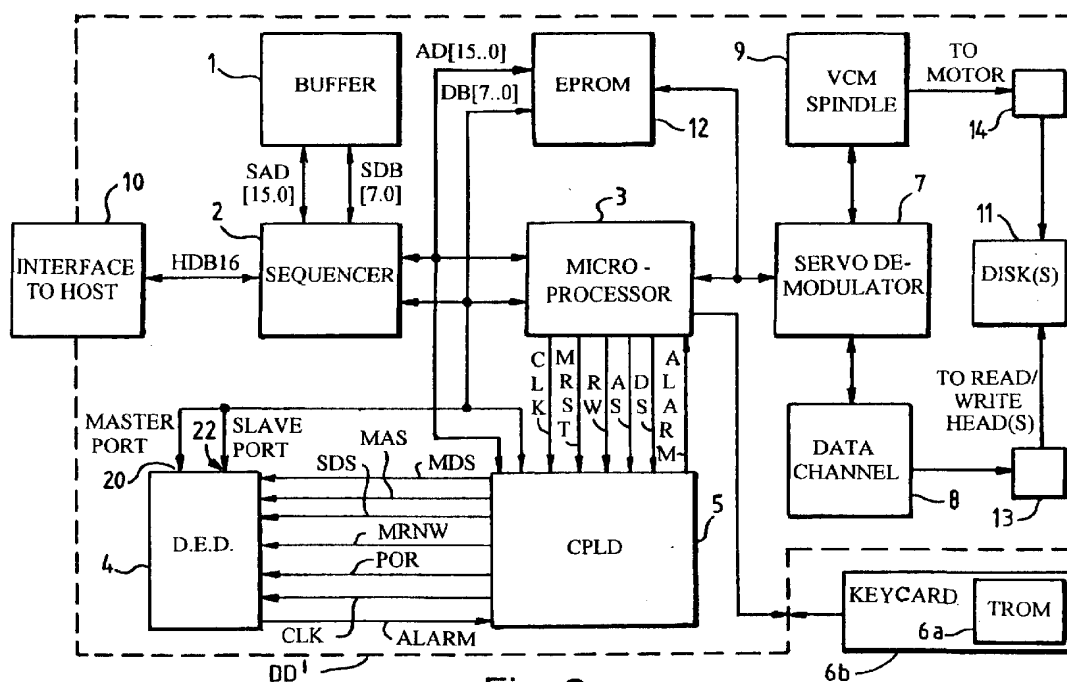 AD[15..0]
DB[7..0]
1
BUFFER
EPROM
12
9
VCM
SPINDLE
TO
MOTOR
14
SAD
[15.0]
SDB
[7.0]
10
INTERFACE
TO HOST
HDB16
2
SEQUENCER
3
MICRO -
PROCESSOR
7
SERVO DE-
MODULATOR
11
DISK(S)
CLK
MRST
RW
AS
DS
ALARM
TO READ/
WRITE
HEAD(S)
MASTER
PORT
SLAVE
PORT
20
22
MAS
SDS
MDS
MRNW
POR
CLK
ALARM
D.E.D.
4
CPLD
5
DATA
CHANNEL
8
13
KEYCARD
TROM
6a
6b
DD'